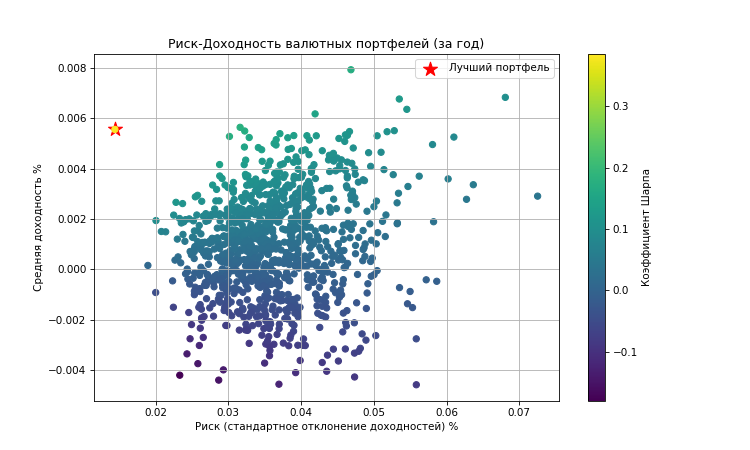 Риск-Доходность валютных портфелей (за год)
Лучший портфель
0.008
0.006
0.004
0.002
0.000
−0.002
−0.004
Средняя доходность %
0.02 0.03 0.04 0.05 0.06 0.07
Риск (стандартное отклонение доходностей) %
0.3
0.2
0.1
0.0
−0.1
Коэффициент Шарпа